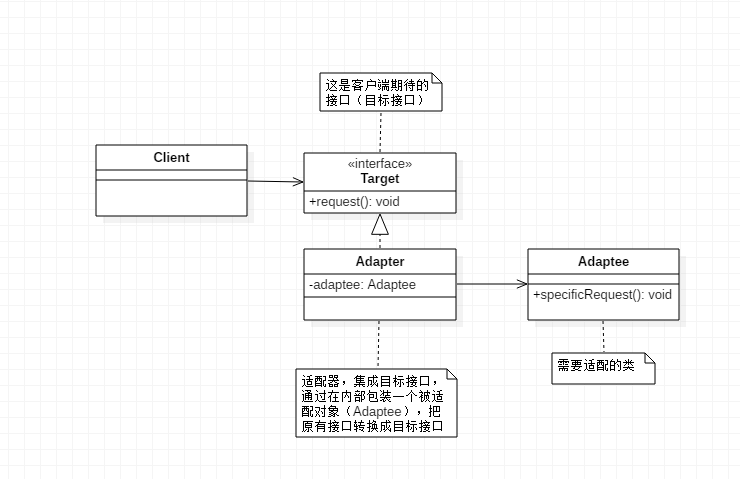 这是客户端期待的
接口（目标接口）
Client
«interface»
Target
+request(): void
Adapter
-adaptee: Adaptee
Adaptee
+specificRequest(): void
需要适配的类
适配器，集成目标接口，
通过在内部包装一个被适
配对象（Adaptee），把
原有接口转换成目标接口